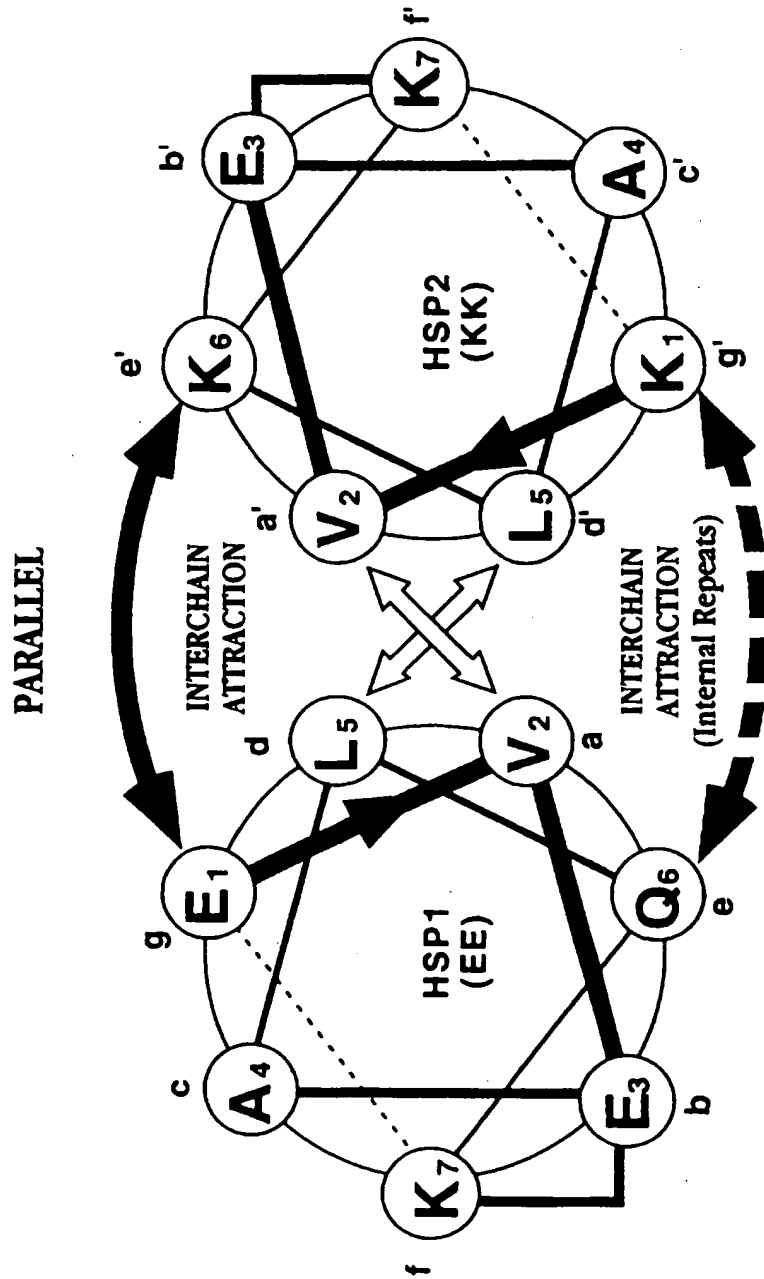 PARALLEL
INTERCHAIN
ATTRACTION
g
E1
d
L5
c
A4
f
K7
b
E3
e
Q6
a
V2
HSP1
(EE)
e'
K6
b'
E3
f'
K7
a'
V2
c'
A4
d'
L5
g'
K1
HSP2
(KK)
INTERCHAIN
ATTRACTION
(Internal Repeats)